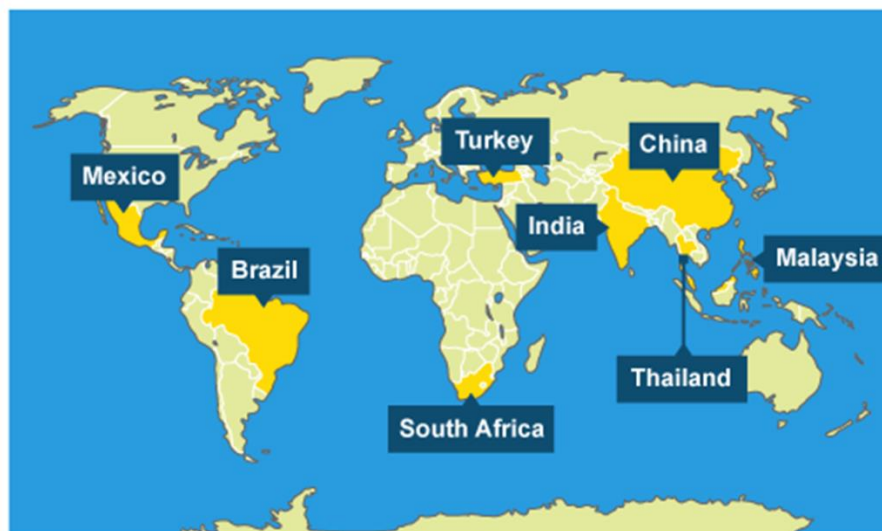 Turkey
China
Mexico
India
Malaysia
Brazil
Thailand
South Africa